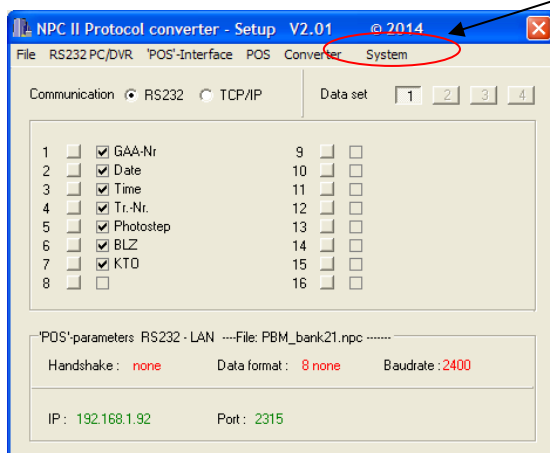 NPC II Protocol converter - Setup V2.01 © 2014
File RS232 PC/DVR 'POS'-Interface POS Converter System
Communication RS232 TCP/IP Data set 1 2 3 4
1 GAA-Nr 9
2 Date 10
3 Time 11
4 Tr.-Nr. 12
5 Photostep 13
6 BLZ 14
7 KTO 15
8 16
'POS'-parameters RS232 - LAN ----File: PBM_bank21.npc -------
Handshake : none Data format : 8 none Baudrate : 2400
IP : 192.168.1.92 Port : 2315